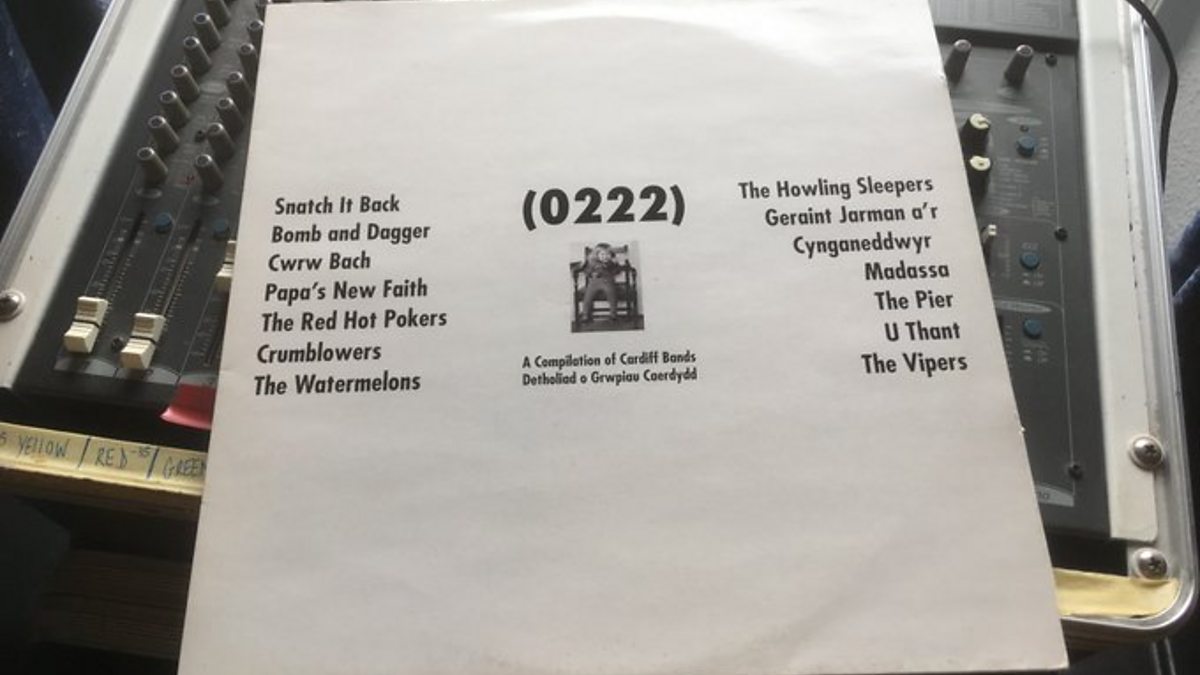 Snatch It Back
Bomb and Dagger
Cwrw Bach
Papa's New Faith
The Red Hot Pokers
Crumblowers
The Watermelons
(0222)
A Compilation of Cardiff Bands
Detholiad o Grwpiau Caerdydd
The Howling Sleepers
Geraint Jarman a'r
Cynganeddwyr
Madassa
The Pier
U Thant
The Vipers
YELLOW / RED -35 / GREEN